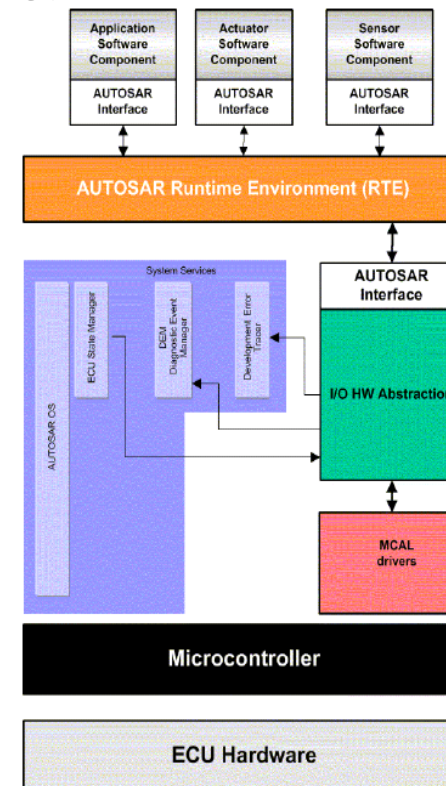 Application
Software
Component
AUTOSAR
Interface
Actuator
Software
Component
AUTOSAR
Interface
Sensor
Software
Component
AUTOSAR
Interface
AUTOSAR Runtime Environment (RTE)
System Services
AUTOSAR OS
ECU State Manager
DEM
Diagnostic Event
Manager
Development Error
Tracer
AUTOSAR
Interface
I/O HW Abstraction
MCAL
drivers
Microcontroller
ECU Hardware